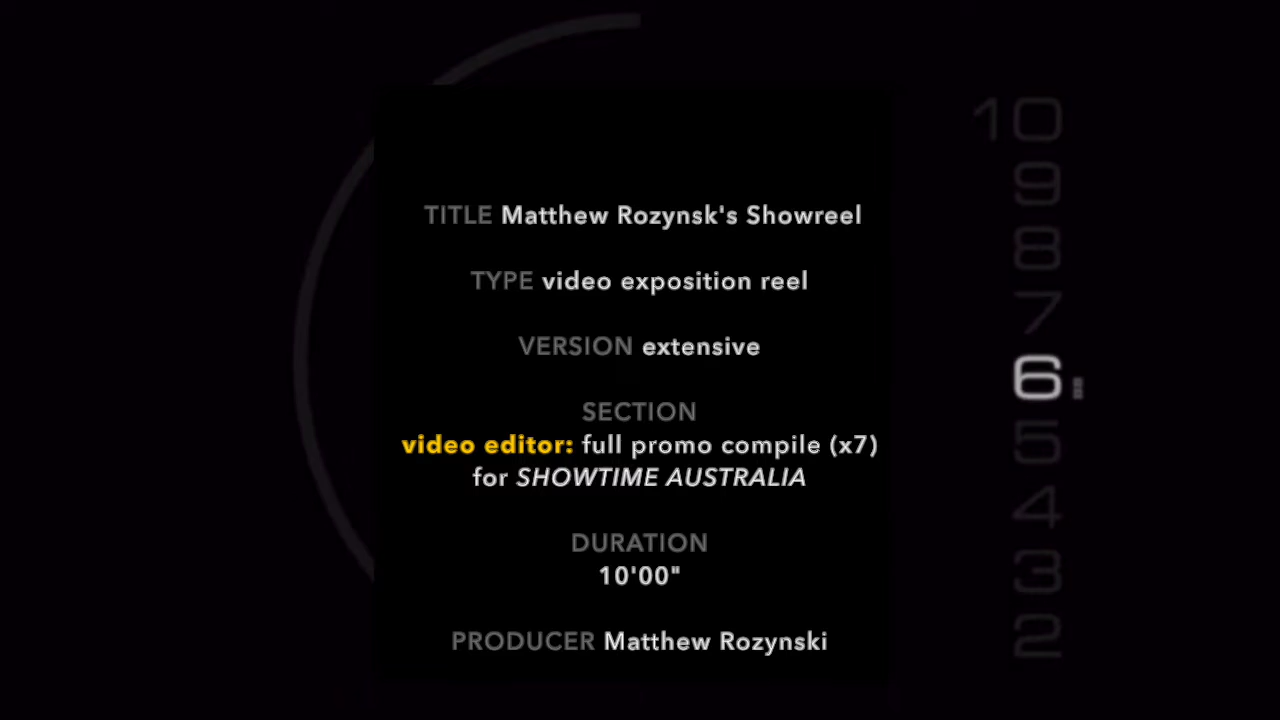 TITLE Matthew Rozynsk's Showreel
TYPE video exposition reel
VERSION extensive
SECTION
video editor: full promo compile (x7)
for SHOWTIME AUSTRALIA
DURATION
10'00"
PRODUCER Matthew Rozynski
10
9
8
7
6
5
4
3
2